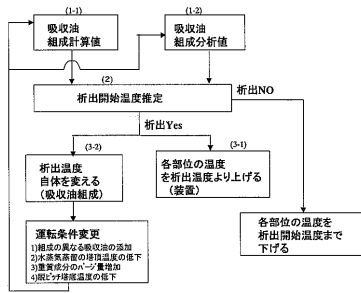 (1-1)
吸収油
組成計算値
(1-2)
吸収油
組成分析値
(2)
析出開始温度推定
析出NO
析出Yes
(3-2)
析出温度
自体を変える
(吸収油組成)
(3-1)
各部位の温度
を析出温度より上げる
(装置)
運転条件変更
1)組成の異なる吸収油の添加
2)水蒸気蒸留の塔頂温度の低下
3)重質成分のパージ量増加
4)脱ピッチ塔底温度の低下
各部位の温度を
析出開始温度まで
下げる